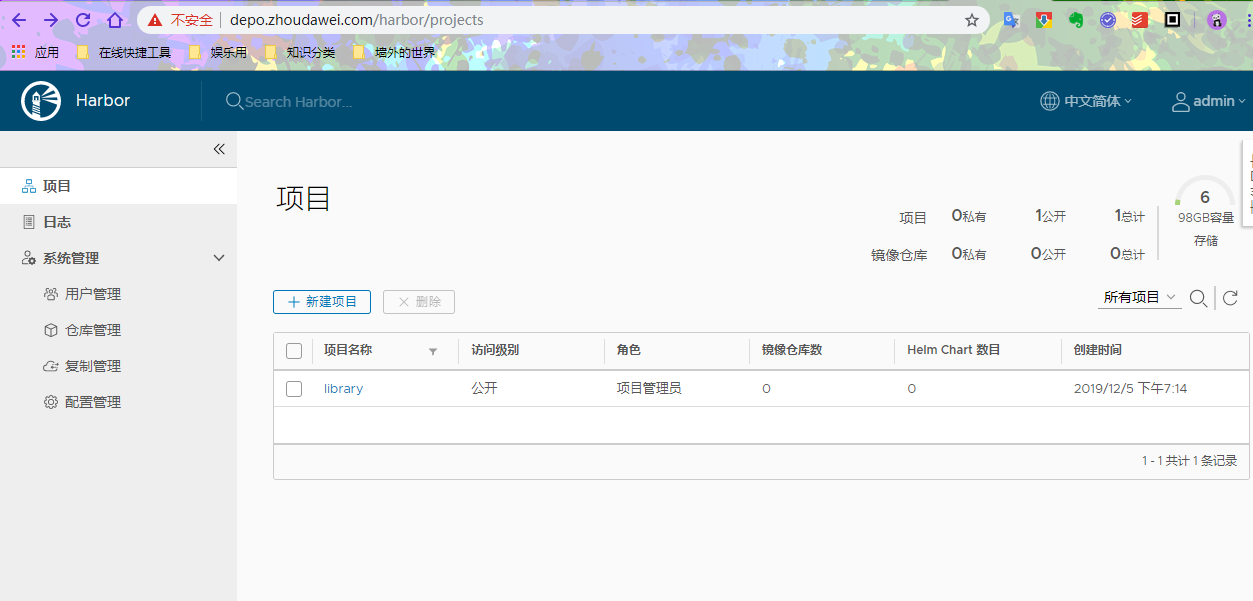 不安全 depo.zhoudawei.com/harbor/projects
应用 在线快捷工具 娱乐用 知识分类 墙外的世界
Harbor Search Harbor... 中文简体 admin
项目
日志
系统管理
用户管理
仓库管理
复制管理
配置管理
项目
项目 0私有 1公开 1总计
镜像仓库 0私有 0公开 0总计
6
98GB容量
存储
新建项目 删除 所有项目
项目名称 访问级别 角色 镜像仓库数 Helm Chart 数目 创建时间
library 公开 项目管理员 0 0 2019/12/5 下午7:14
1 - 1 共计 1 条记录